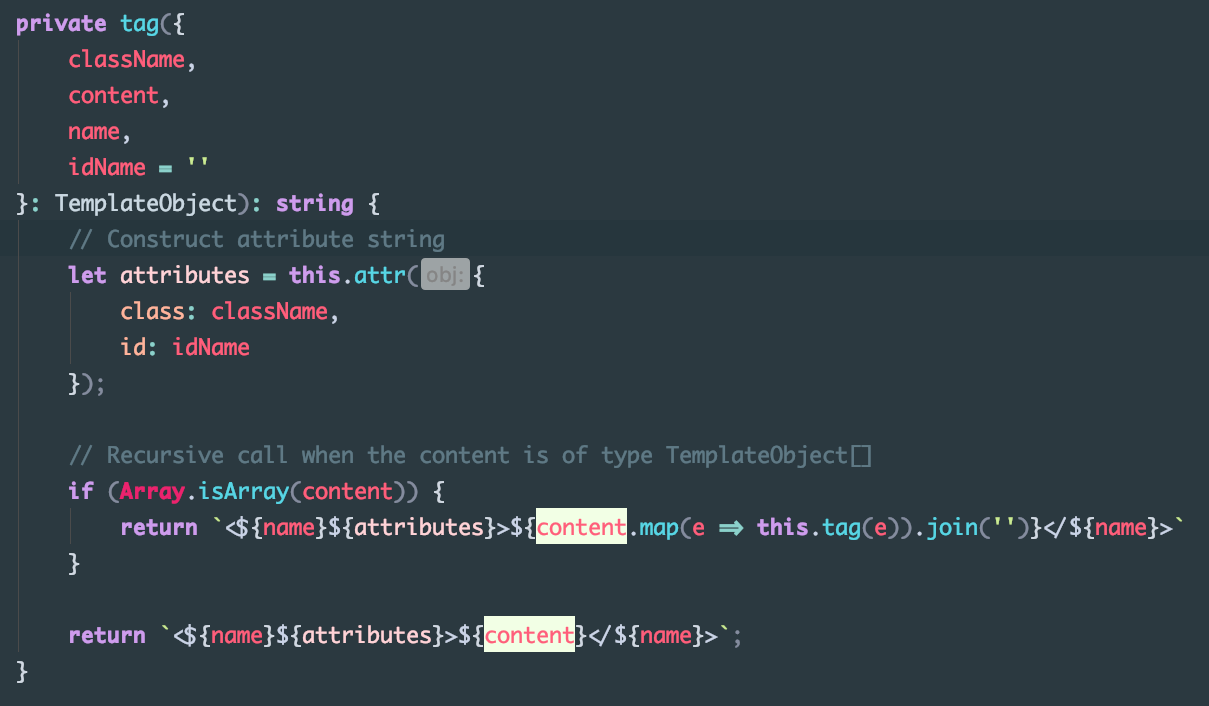 private tag({
    className,
    content,
    name,
    idName = ''
}: TemplateObject): string {
    // Construct attribute string
    let attributes = this.attr( obj: {
        class: className,
        id: idName
    });

    // Recursive call when the content is of type TemplateObject[]
    if (Array.isArray(content)) {
        return `<${name}${attributes}>${content.map(e => this.tag(e)).join('')}</${name}>`
    }

    return `<${name}${attributes}>${content}</${name}>`;
}